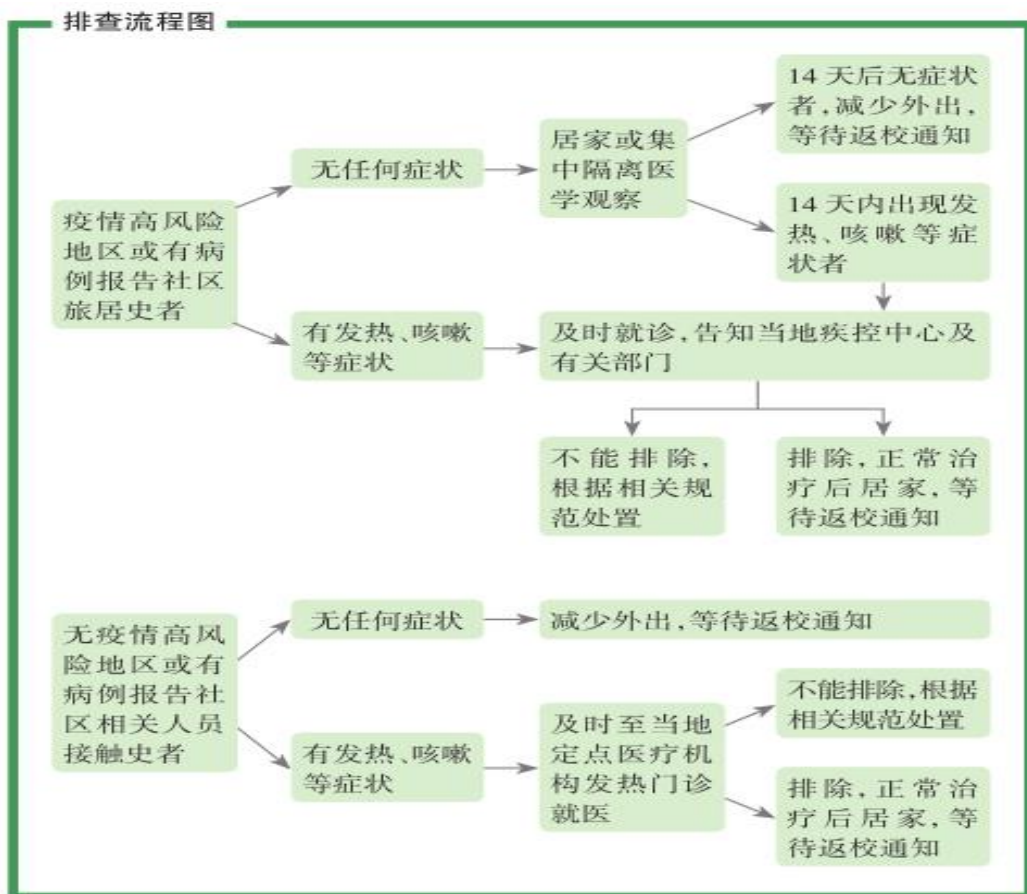 排查流程图
疫情高风险
地区或有病
例报告社区
旅居史者
无任何症状
居家或集
中隔离医
学观察
14 天后无症状
者,减少外出,
等待返校通知
14 天内出现发
热、咳嗽等症
状者
有发热、咳嗽
等症状
及时就诊,告知当地疾控中心及
有关部门
不能排除,
根据相关规
范处置
排除,正常治
疗后居家,等
待返校通知
无疫情高风
险地区或有
病例报告社
区相关人员
接触史者
无任何症状
减少外出,等待返校通知
有发热、咳嗽
等症状
及时至当地
定点医疗机
构发热门诊
就医
不能排除,根据
相关规范处置
排除,正常治
疗后居家,等
待返校通知